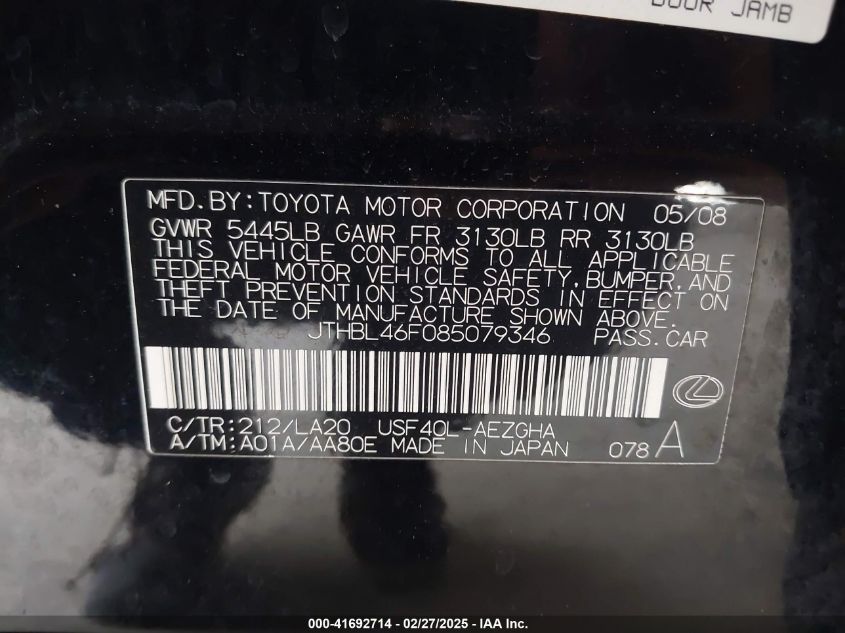 DOOR JAMB
MFD. BY: TOYOTA MOTOR CORPORATION 05/08
GVWR 5445LB GAWR FR 3130LB RR 3130LB
THIS VEHICLE CONFORMS TO ALL APPLICABLE
FEDERAL MOTOR VEHICLE SAFETY, BUMPER, AND
THEFT PREVENTION STANDARDS IN EFFECT ON
THE DATE OF MANUFACTURE SHOWN ABOVE.
JTHBL46F085079346 PASS. CAR
C/TR: 212/LA20 USF40L-AEZGHA
A/TM: A01A/AA80E MADE IN JAPAN 078 A
000-41692714 - 02/27/2025 - IAA Inc.